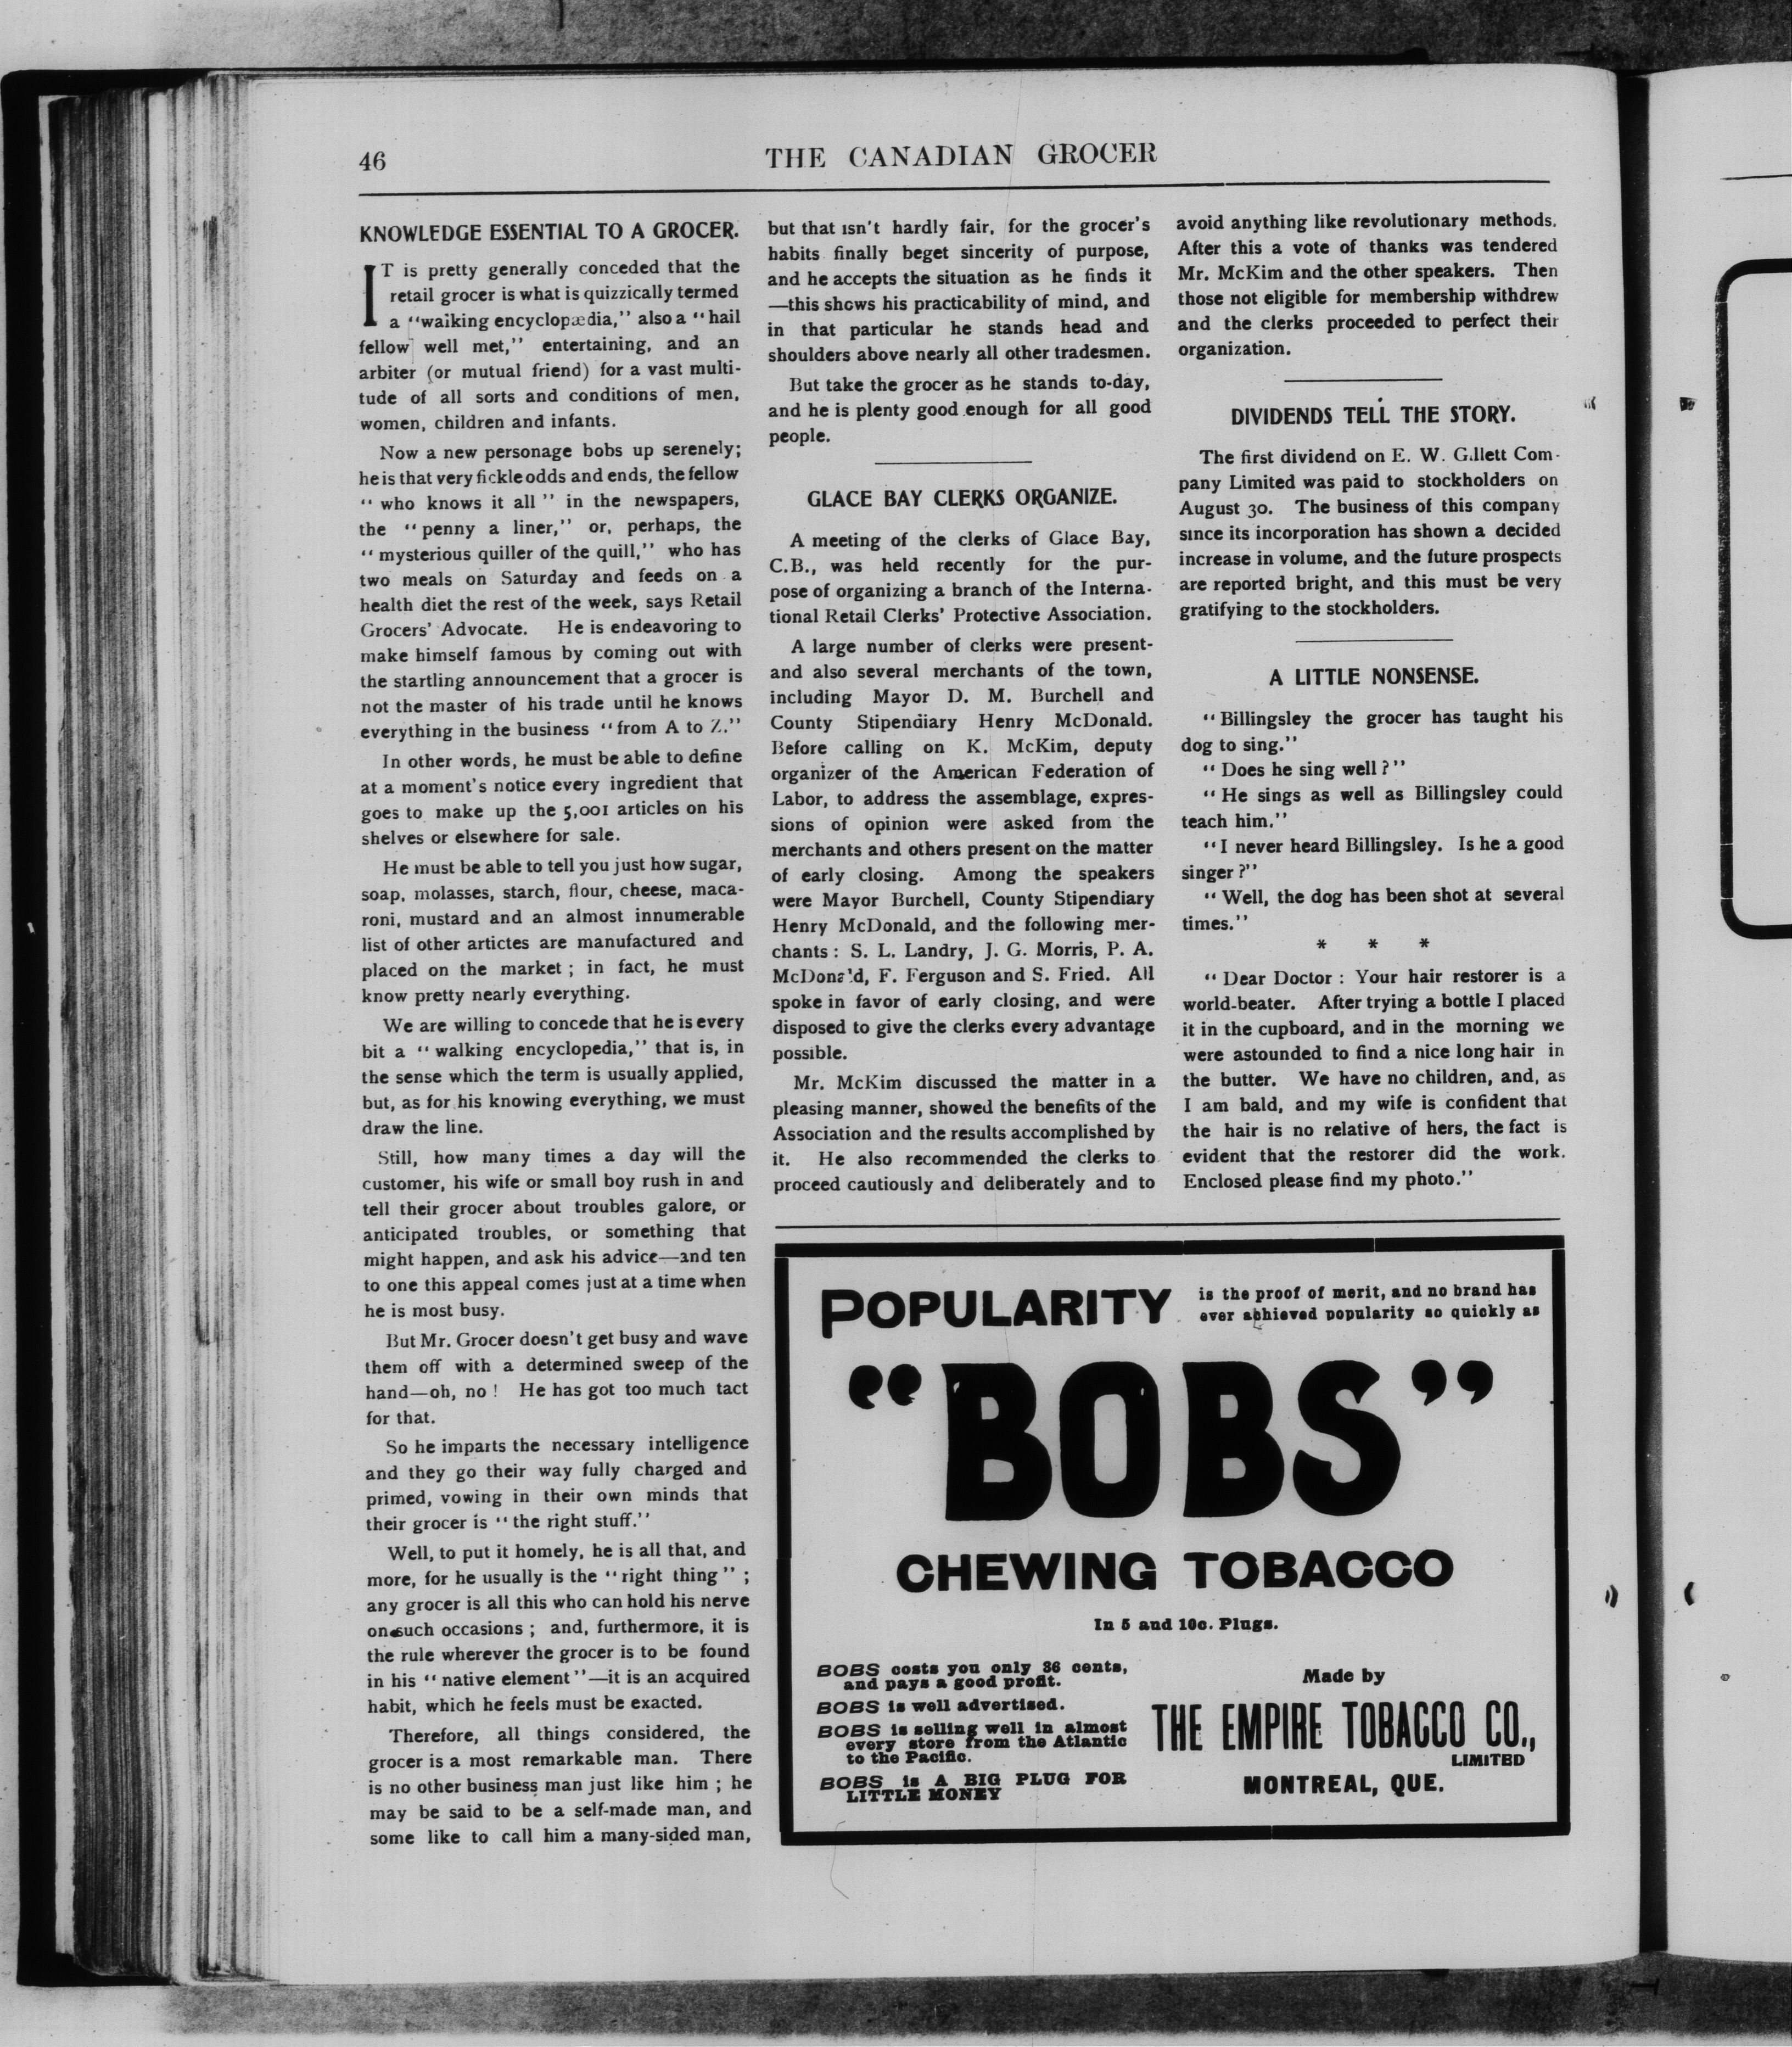 46
THE CANADIAN GROCER
KNOWLEDGE ESSENTIAL TO A GROCER.
IT is pretty generally conceded that the
retail grocer is what is quizzically termed
a "walking encyclopædia," also a "hail
fellow well met," entertaining, and an
arbiter (or mutual friend) for a vast multi-
tude of all sorts and conditions of men,
women, children and infants.
Now a new personage bobs up serenely;
he is that very fickle odds and ends, the fellow
"who knows it all" in the newspapers,
the "penny a liner," or, perhaps, the
"mysterious quiller of the quill," who has
two meals on Saturday and feeds on a
health diet the rest of the week, says Retail
Grocers' Advocate. He is endeavoring to
make himself famous by coming out with
the startling announcement that a grocer is
not the master of his trade until he knows
everything in the business "from A to Z."
In other words, he must be able to define
at a moment's notice every ingredient that
goes to make up the 5,001 articles on his
shelves or elsewhere for sale.
He must be able to tell you just how sugar,
soap, molasses, starch, flour, cheese, maca-
roni, mustard and an almost innumerable
list of other artictes are manufactured and
placed on the market ; in fact, he must
know pretty nearly everything.
We are willing to concede that he is every
bit a "walking encyclopedia," that is, in
the sense which the term is usually applied,
but, as for his knowing everything, we must
draw the line.
Still, how many times a day will the
customer, his wife or small boy rush in and
tell their grocer about troubles galore, or
anticipated troubles, or something that
might happen, and ask his advice—and ten
to one this appeal comes just at a time when
he is most busy.
But Mr. Grocer doesn't get busy and wave
them off with a determined sweep of the
hand—oh, no ! He has got too much tact
for that.
So he imparts the necessary intelligence
and they go their way fully charged and
primed, vowing in their own minds that
their grocer is "the right stuff."
Well, to put it homely, he is all that, and
more, for he usually is the "right thing" ;
any grocer is all this who can hold his nerve
on such occasions ; and, furthermore, it is
the rule wherever the grocer is to be found
in his "native element"—it is an acquired
habit, which he feels must be exacted.
Therefore, all things considered, the
grocer is a most remarkable man. There
is no other business man just like him ; he
may be said to be a self-made man, and
some like to call him a many-sided man,
but that isn't hardly fair, for the grocer's
habits finally beget sincerity of purpose,
and he accepts the situation as he finds it
—this shows his practicability of mind, and
in that particular he stands head and
shoulders above nearly all other tradesmen.
But take the grocer as he stands to-day,
and he is plenty good enough for all good
people.
GLACE BAY CLERKS ORGANIZE.
A meeting of the clerks of Glace Bay,
C.B., was held recently for the pur-
pose of organizing a branch of the Interna-
tional Retail Clerks' Protective Association.
A large number of clerks were present-
and also several merchants of the town,
including Mayor D. M. Burchell and
County Stipendiary Henry McDonald.
Before calling on K. McKim, deputy
organizer of the American Federation of
Labor, to address the assemblage, expres-
sions of opinion were asked from the
merchants and others present on the matter
of early closing. Among the speakers
were Mayor Burchell, County Stipendiary
Henry McDonald, and the following mer-
chants : S. L. Landry, J. G. Morris, P. A.
McDonald, F. Ferguson and S. Fried. All
spoke in favor of early closing, and were
disposed to give the clerks every advantage
possible.
Mr. McKim discussed the matter in a
pleasing manner, showed the benefits of the
Association and the results accomplished by
it. He also recommended the clerks to
proceed cautiously and deliberately and to
avoid anything like revolutionary methods.
After this a vote of thanks was tendered
Mr. McKim and the other speakers. Then
those not eligible for membership withdrew
and the clerks proceeded to perfect their
organization.
DIVIDENDS TELL THE STORY.
The first dividend on E. W. Gillett Com-
pany Limited was paid to stockholders on
August 30. The business of this company
since its incorporation has shown a decided
increase in volume, and the future prospects
are reported bright, and this must be very
gratifying to the stockholders.
A LITTLE NONSENSE.
"Billingsley the grocer has taught his
dog to sing."
"Does he sing well ?"
"He sings as well as Billingsley could
teach him."
"I never heard Billingsley. Is he a good
singer ?"
"Well, the dog has been shot at several
times."
* * *
"Dear Doctor : Your hair restorer is a
world-beater. After trying a bottle I placed
it in the cupboard, and in the morning we
were astounded to find a nice long hair in
the butter. We have no children, and, as
I am bald, and my wife is confident that
the hair is no relative of hers, the fact is
evident that the restorer did the work.
Enclosed please find my photo."
POPULARITY is the proof of merit, and no brand has
ever achieved popularity so quickly as
"BOBS"
CHEWING TOBACCO
In 5 and 10c. Plugs.
BOBS costs you only 36 cents,
and pays a good profit.
BOBS is well advertised.
BOBS is selling well in almost
every store from the Atlantic
to the Pacific.
BOBS is A BIG PLUG FOR
LITTLE MONEY
Made by
THE EMPIRE TOBACCO CO.,
LIMITED
MONTREAL, QUE.